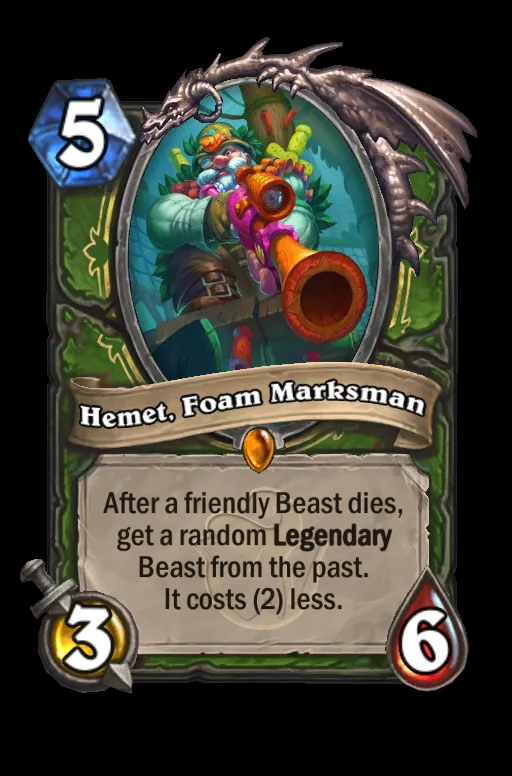 5
Hemet, Foam Marksman
After a friendly Beast dies,
get a random Legendary
Beast from the past.
It costs (2) less.
3
6